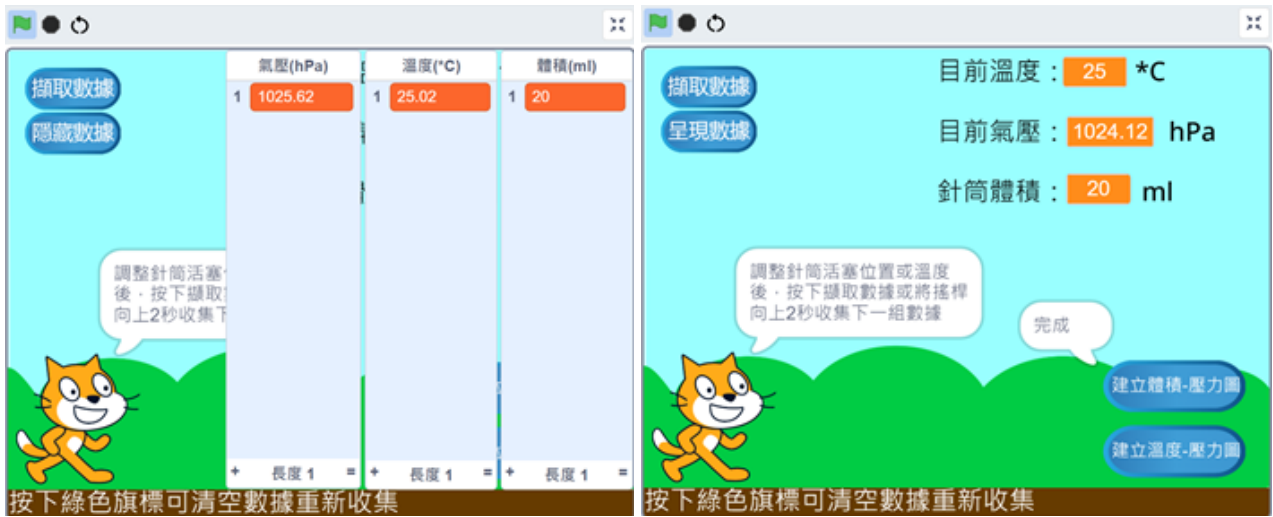 擷取數據
隱藏數據
氣壓(hPa)
1 1025.62
長度 1
溫度(*C)
1 25.02
長度 1
體積(ml)
1 20
長度 1
調整針筒活塞
後,按下擷取
向上2秒收集下
按下綠色旗標可清空數據重新收集
擷取數據
呈現數據
目前溫度: 25 *C
目前氣壓: 1024.12 hPa
針筒體積: 20 ml
調整針筒活塞位置或溫度
後,按下擷取數據或將搖桿
向上2秒收集下一組數據
完成
建立體積-壓力圖
建立溫度-壓力圖
按下綠色旗標可清空數據重新收集